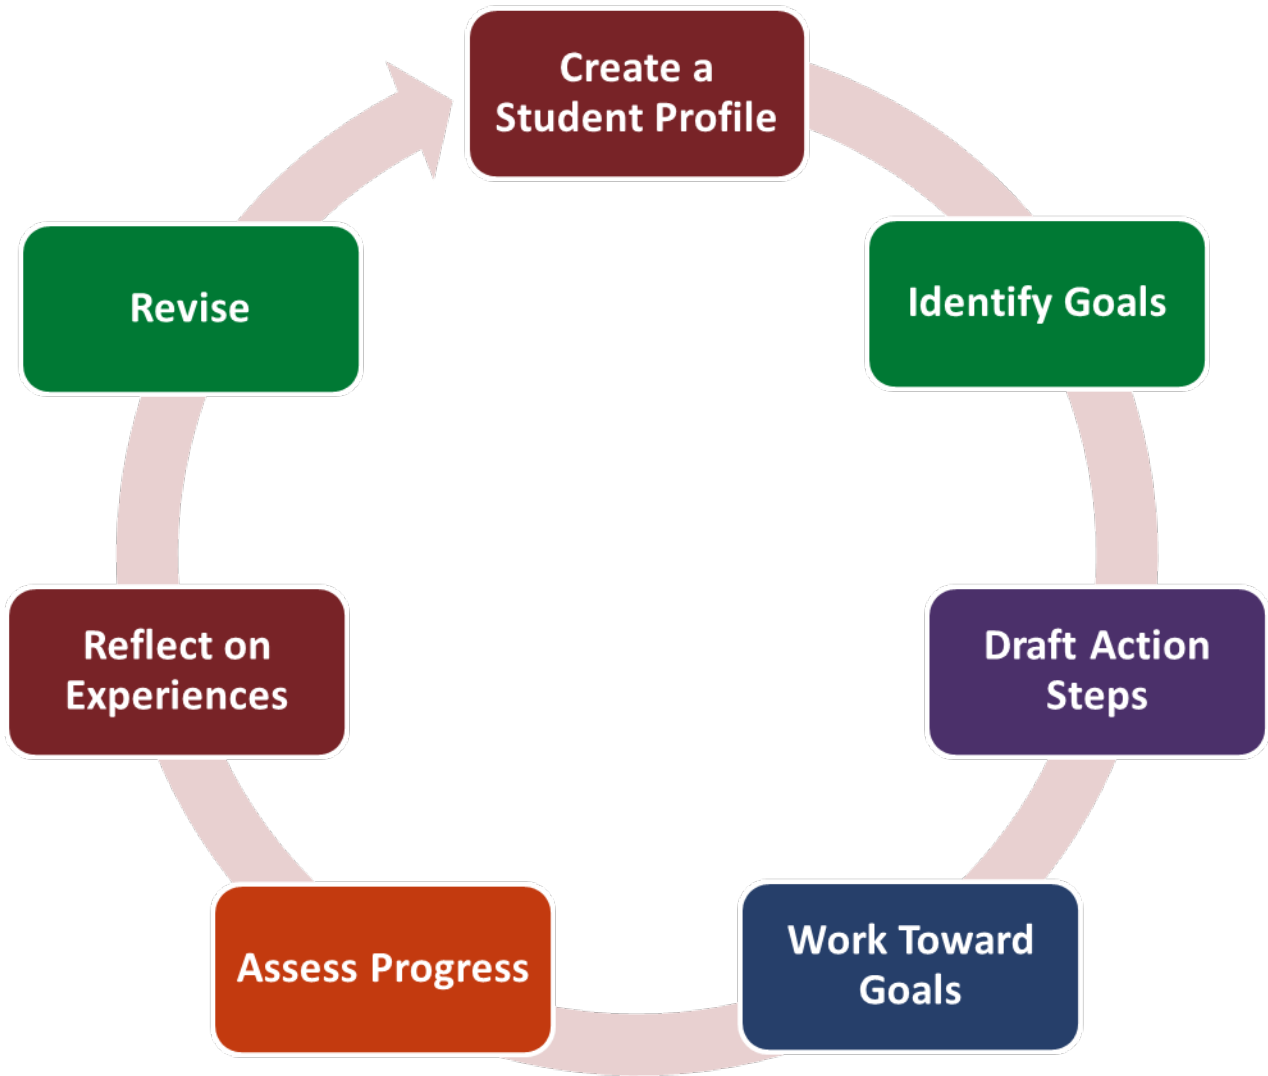 Create a
Student Profile
Identify Goals
Draft Action
Steps
Work Toward
Goals
Assess Progress
Reflect on
Experiences
Revise